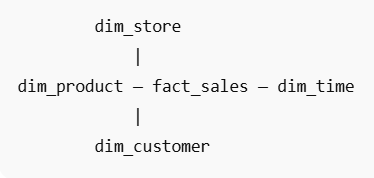 dim_store
|
dim_product — fact_sales — dim_time
|
dim_customer